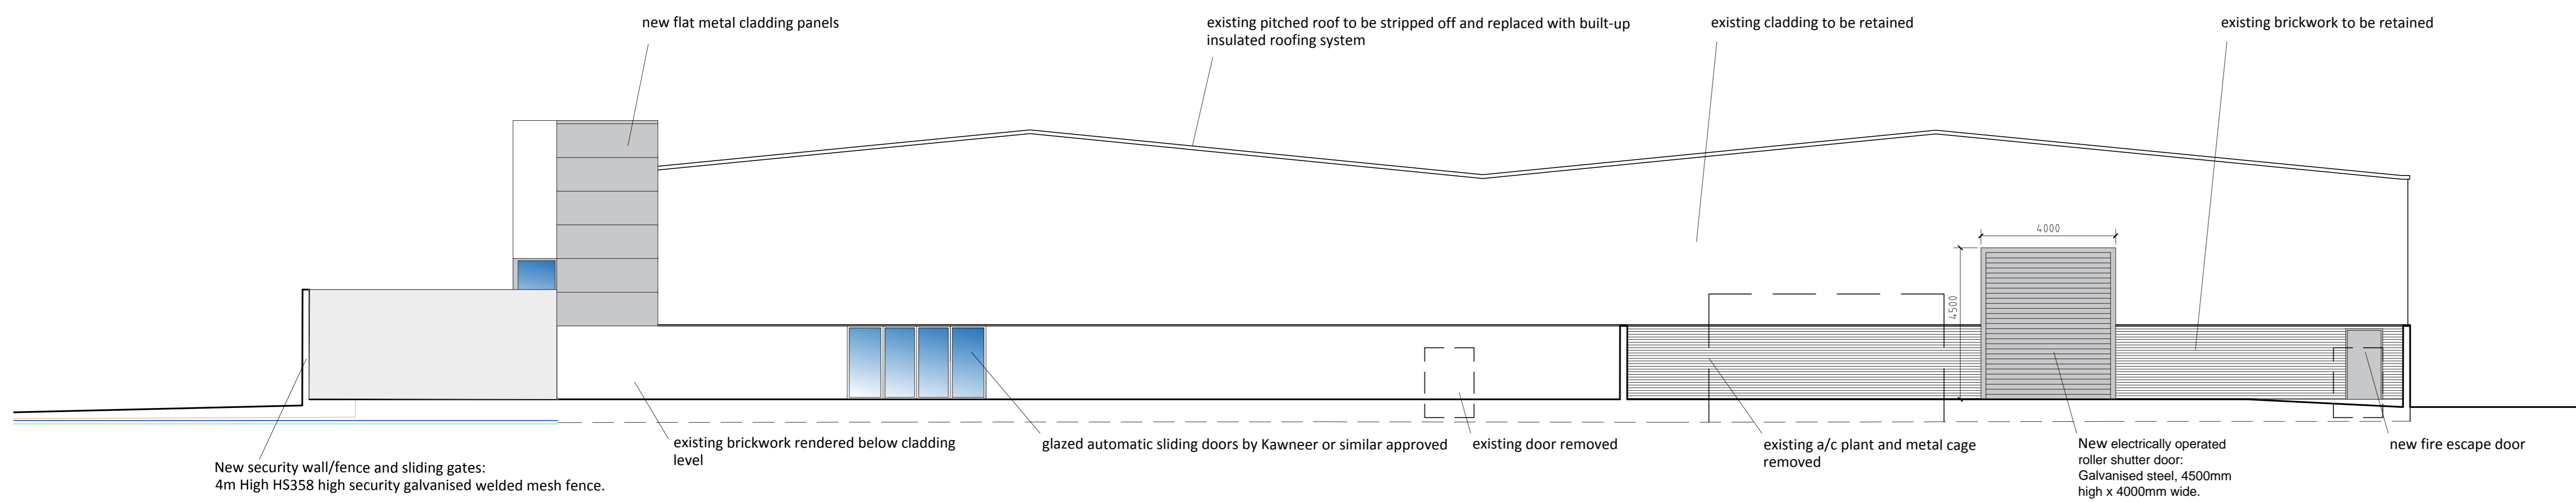 new flat metal cladding panels
existing pitched roof to be stripped off and replaced with built-up
insulated roofing system
existing cladding to be retained
existing brickwork to be retained
4000
4500
existing brickwork rendered below cladding
level
glazed automatic sliding doors by Kawneer or similar approved
existing door removed
existing a/c plant and metal cage
removed
New electrically operated
roller shutter door:
Galvanised steel, 4500mm
high x 4000mm wide.
new fire escape door
New security wall/fence and sliding gates:
4m High HS358 high security galvanised welded mesh fence.